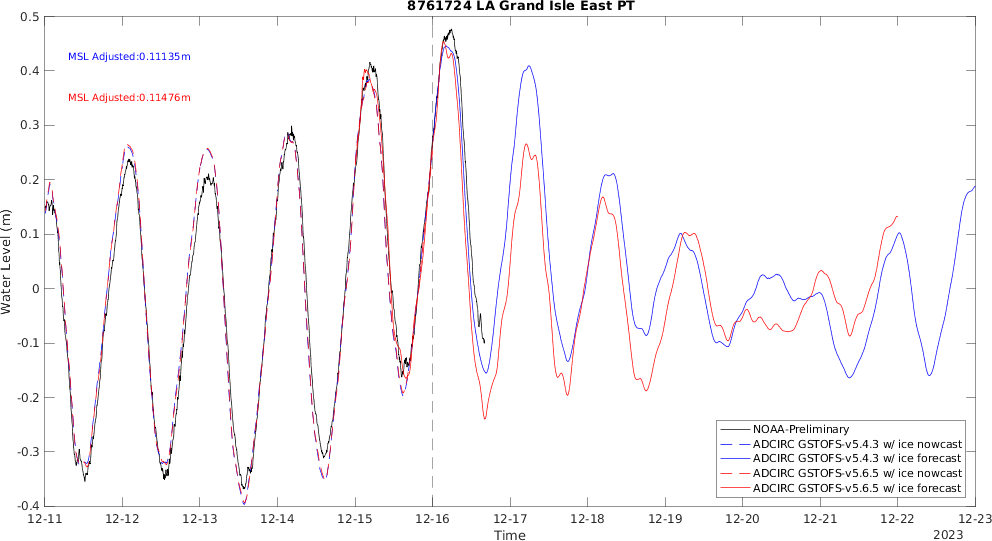 8761724 LA Grand Isle East PT
0.5
MSL Adjusted:0.11135m
0.4
MSL Adjusted:0.11476m
0.3
0.2
0.1
Water Level (m)
0
-0.1
-0.2
-0.3
-0.4
NOAA-Preliminary
ADCIRC GSTOFS-v5.4.3 w/ ice nowcast
ADCIRC GSTOFS-v5.4.3 w/ ice forecast
ADCIRC GSTOFS-v5.6.5 w/ ice nowcast
ADCIRC GSTOFS-v5.6.5 w/ ice forecast
12-11 12-12 12-13 12-14 12-15 12-16 12-17 12-18 12-19 12-20 12-21 12-22 12-23
Time
2023